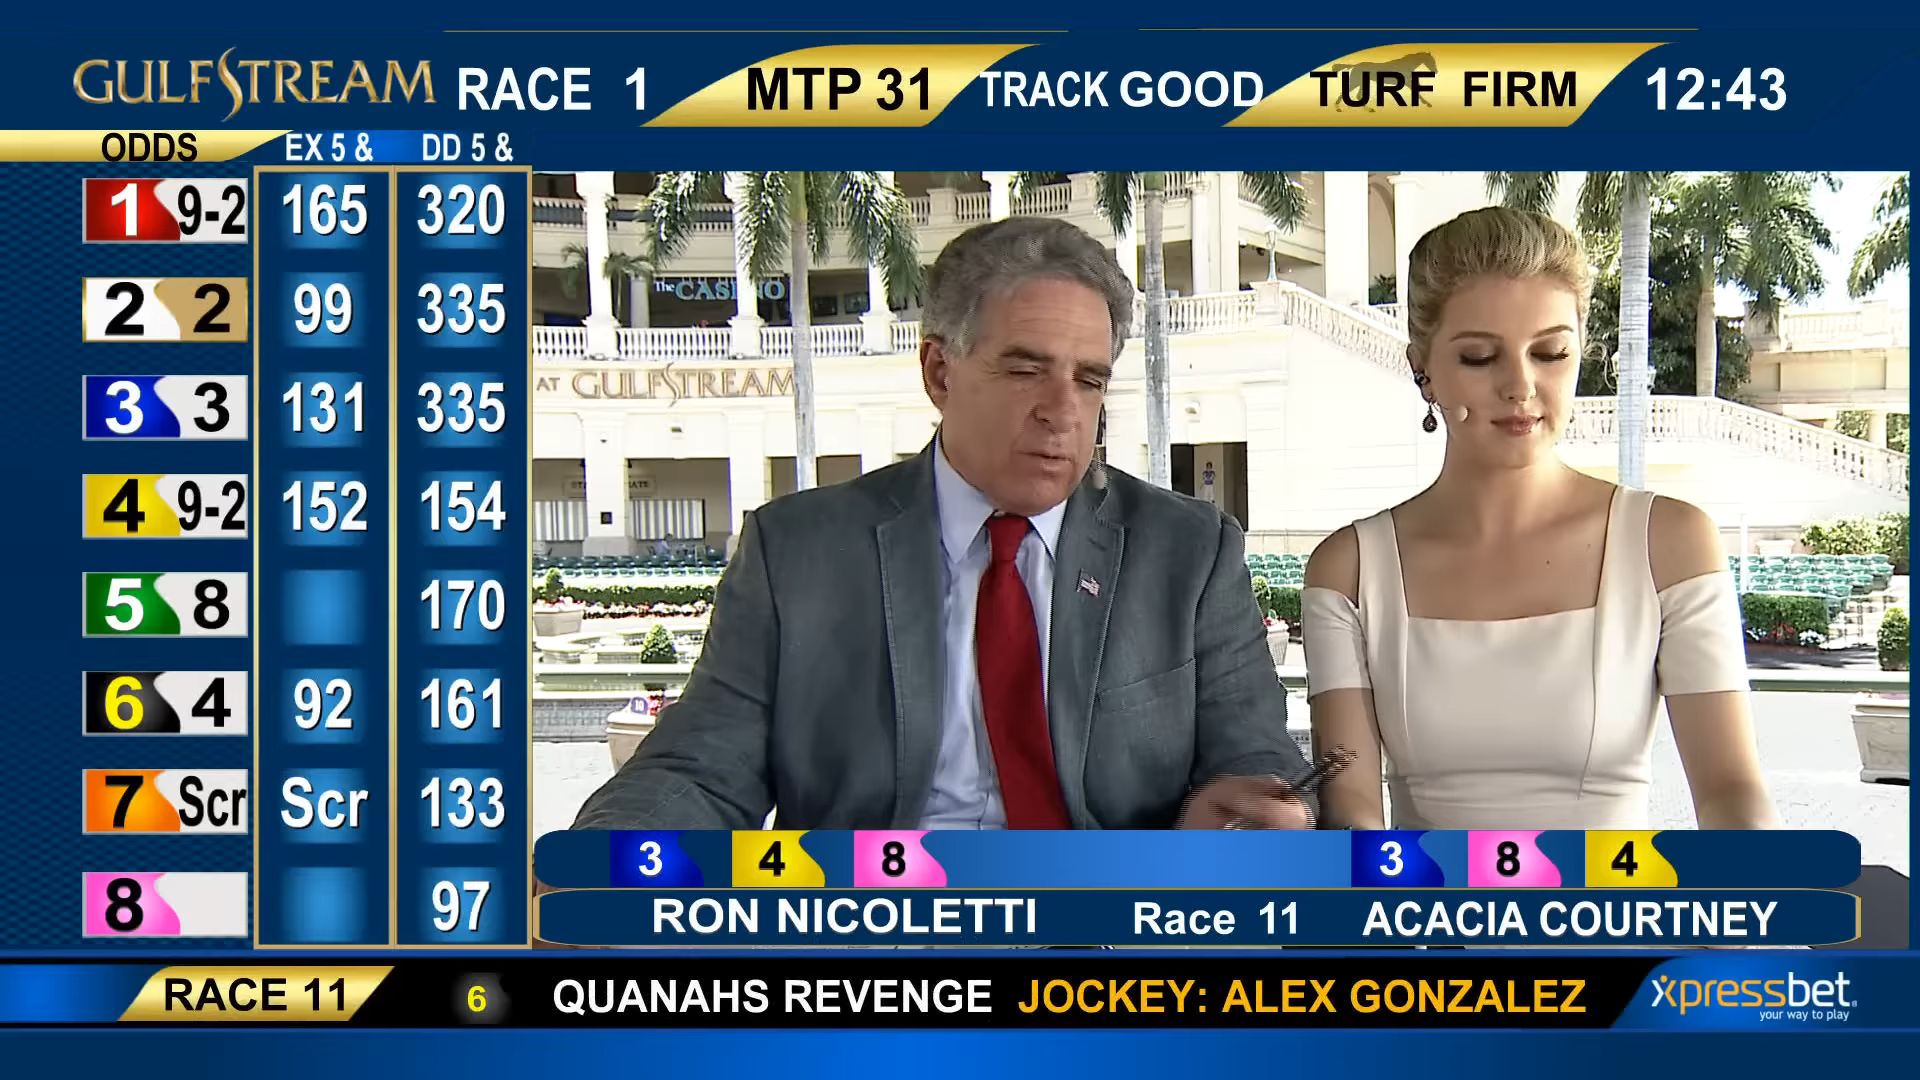 GULFSTREAM RACE 1 MTP 31 TRACK GOOD TURF FIRM 12:43
ODDS EX 5 & DD 5 &
1 9-2 165 320
2 2 99 335
3 3 131 335
4 9-2 152 154
5 8 170
6 4 92 161
7 Scr Scr 133
8 97
The CASINO
AT GULFSTREAM
3 4 8 3 8 4
RON NICOLETTI Race 11 ACACIA COURTNEY
RACE 11 6 QUANAHS REVENGE JOCKEY: ALEX GONZALEZ xpressbet.
your way to play